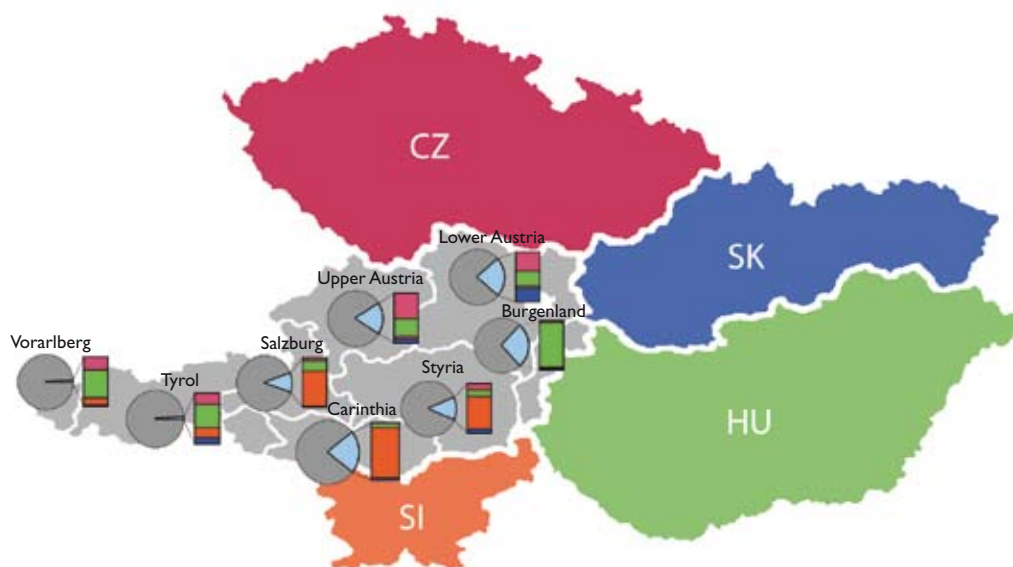 CZ
SK
Lower Austria
Upper Austria
Burgenland
Vorarlberg
Salzburg
Tyrol
Styria
Carinthia
HU
SI